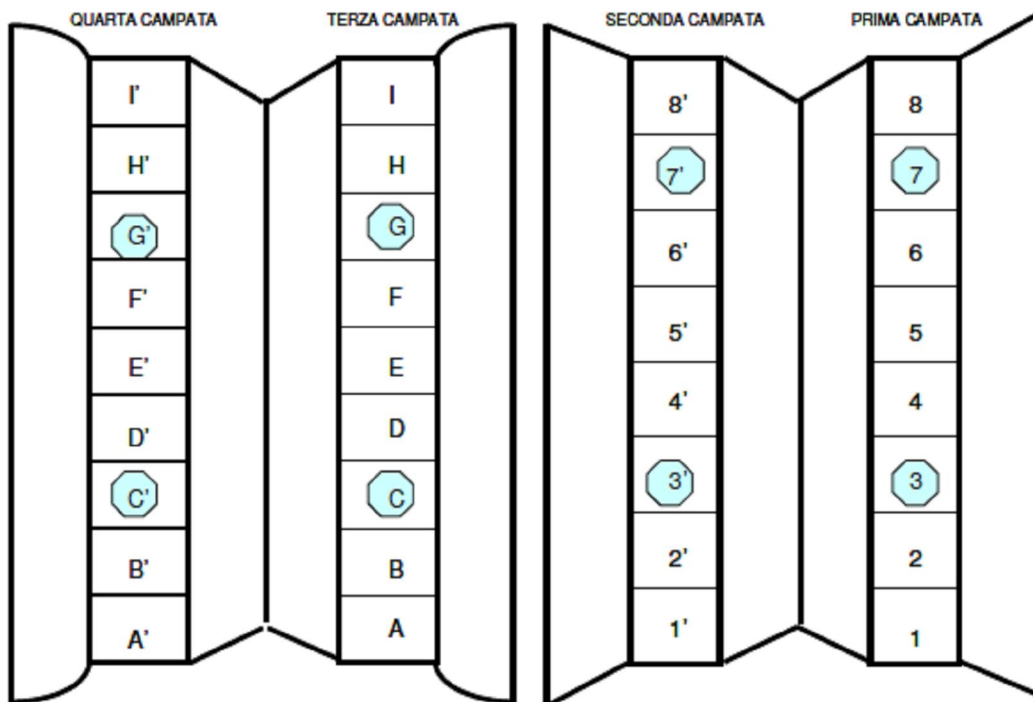 QUARTA CAMPATA TERZA CAMPATA SECONDA CAMPATA PRIMA CAMPATA
I' I 8' 8
H' H 7' 7
G' G 6' 6
F' F 5' 5
E' E 4' 4
D' D 3' 3
C' C 2' 2
B' B 1' 1
A' A